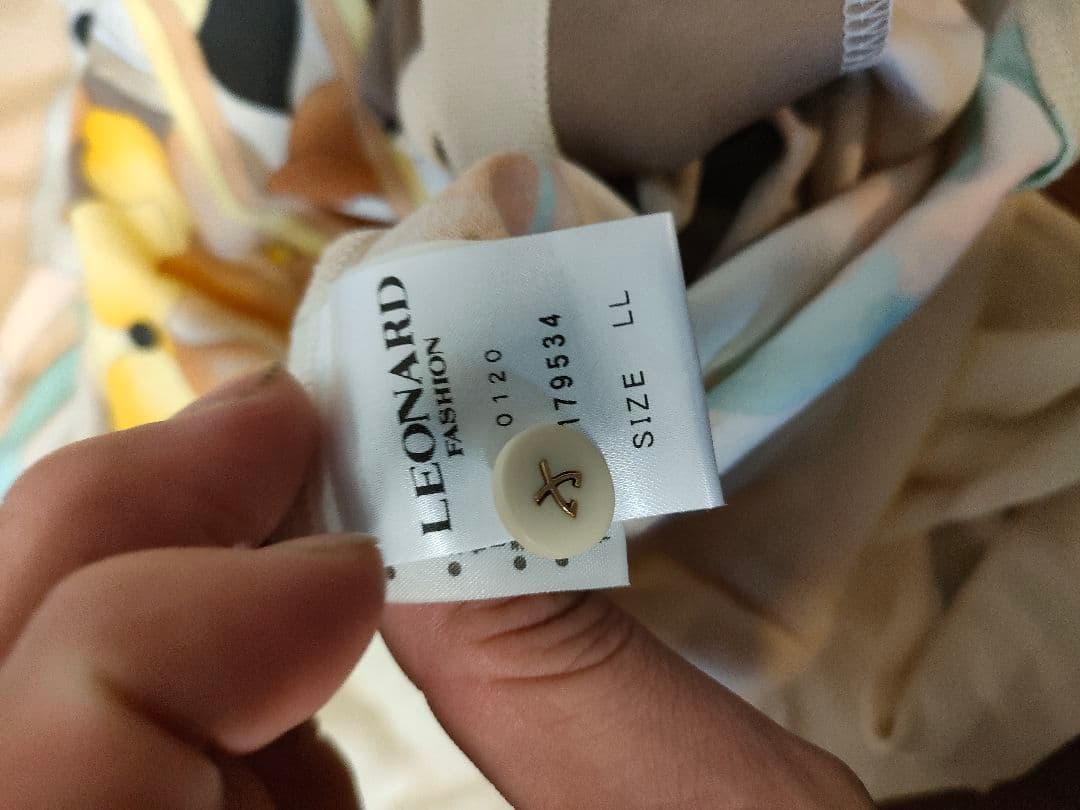 LEONARD
FASHION
0120
179534
SIZE LL